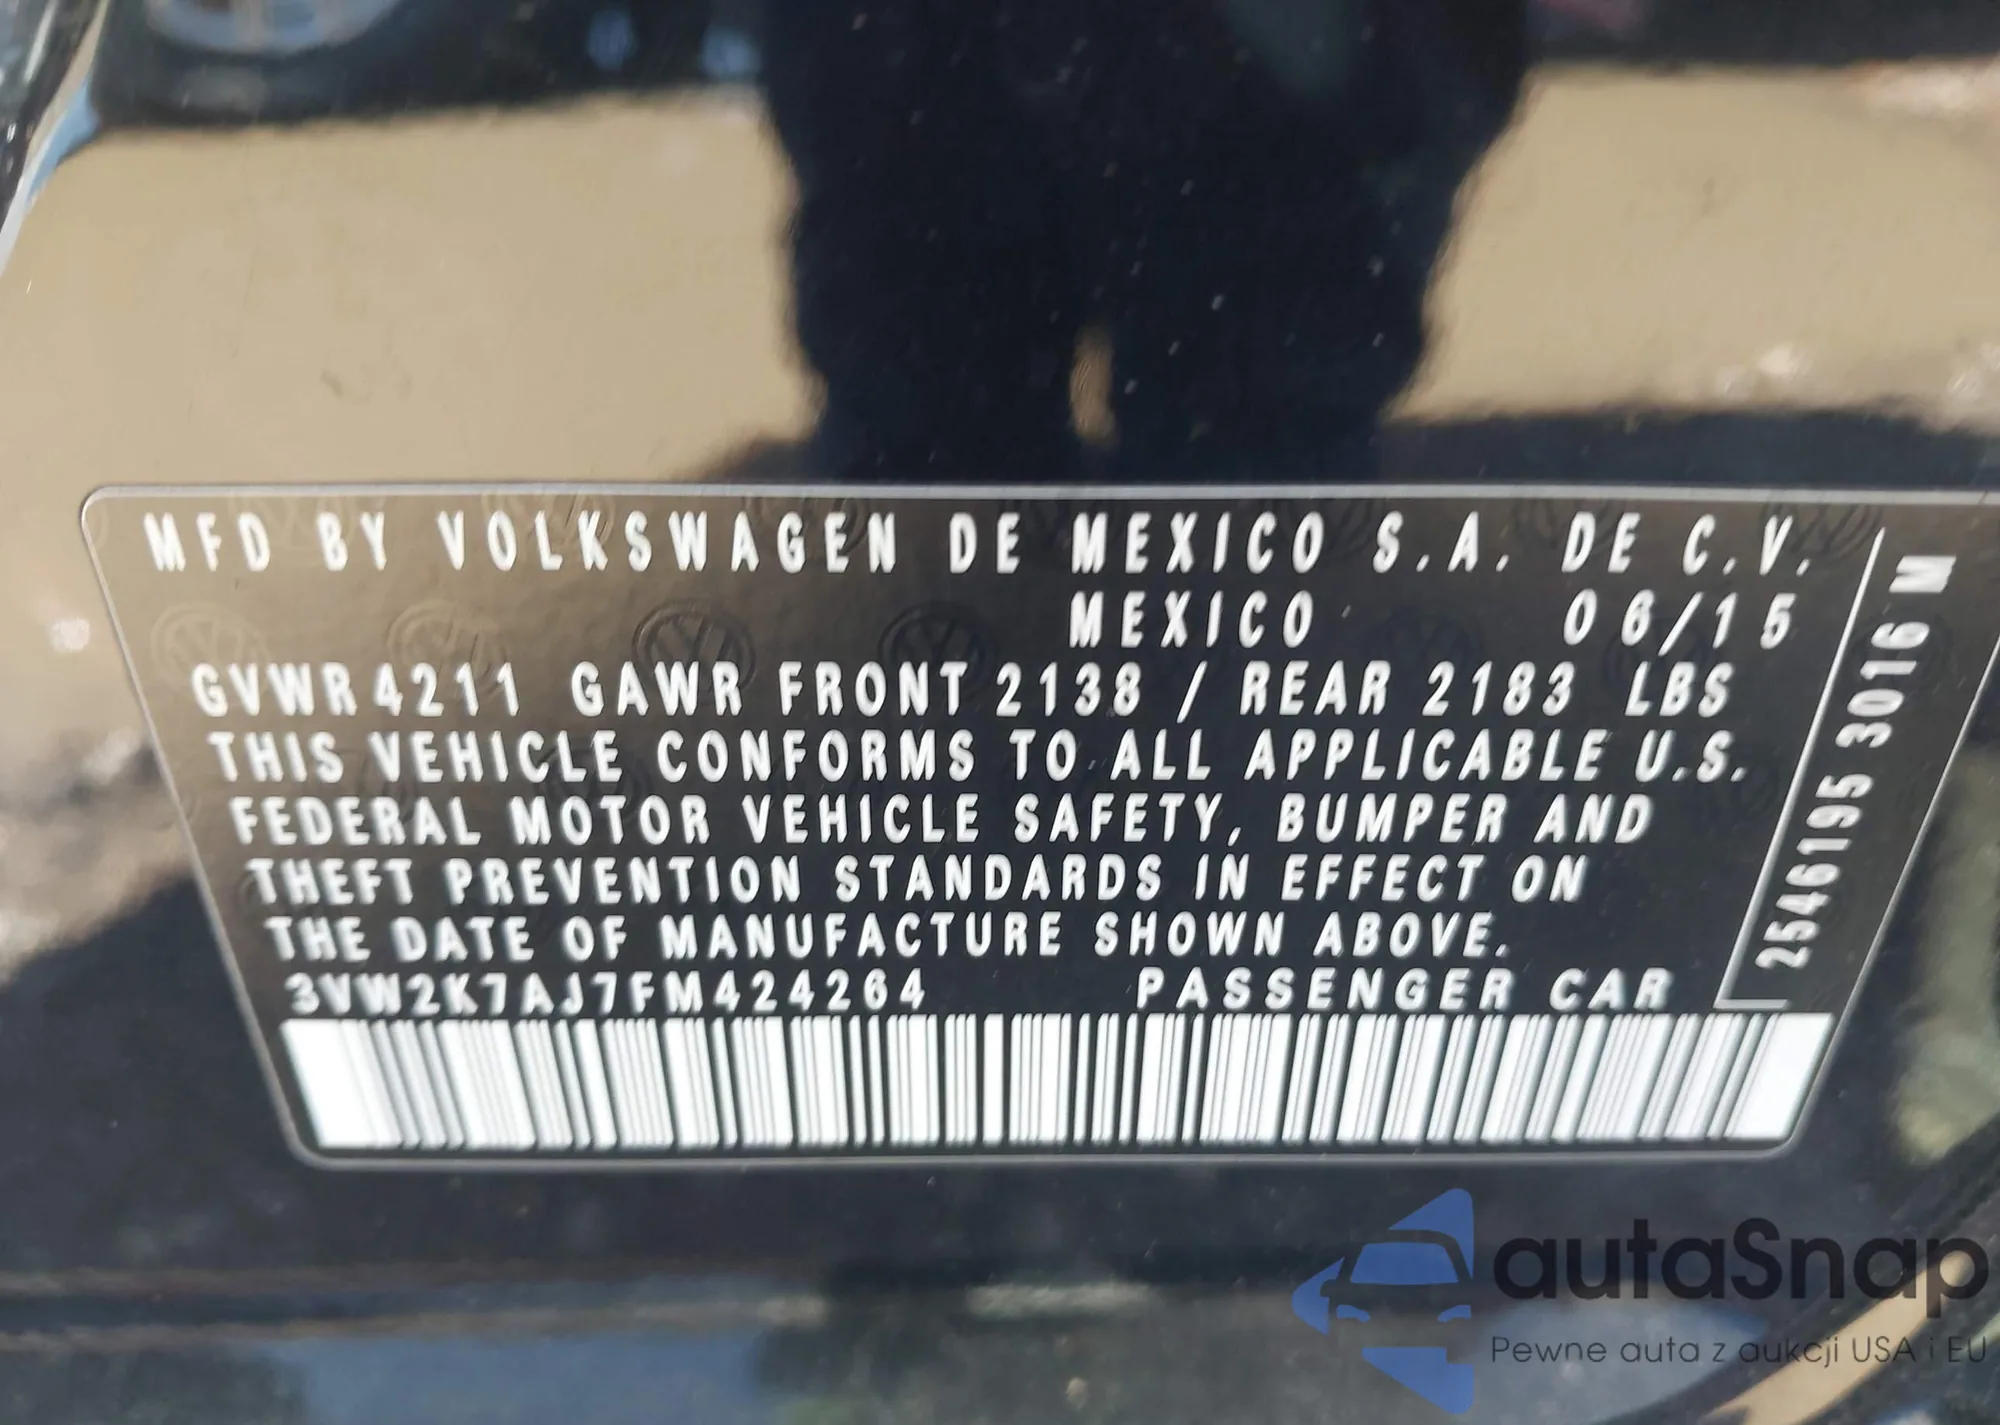 MFD BY VOLKSWAGEN DE MEXICO S.A. DE C.V.
MEXICO 06/15
GVWR 4211 GAWR FRONT 2138 / REAR 2183 LBS
THIS VEHICLE CONFORMS TO ALL APPLICABLE U.S.
FEDERAL MOTOR VEHICLE SAFETY, BUMPER AND
THEFT PREVENTION STANDARDS IN EFFECT ON
THE DATE OF MANUFACTURE SHOWN ABOVE.
3VW2K7AJ7FM424264 PASSENGER CAR
2546195 3016 M
autaSnap
Pewne auta z aukcji USA i EU